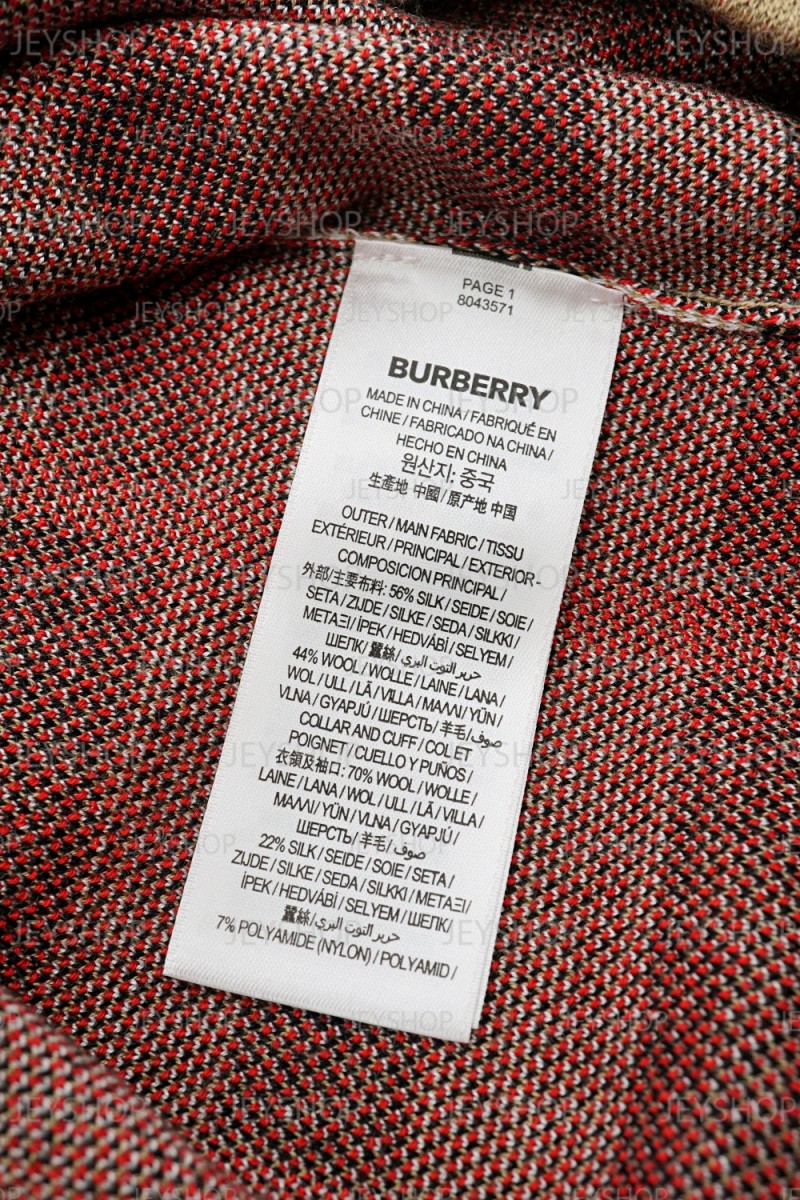 PAGE 1
8043571
BURBERRY
MADE IN CHINA / FABRIQUÉ EN
CHINE / FABRICADO NA CHINA /
HECHO EN CHINA
원산지: 중국
生產地 中國 / 原产地 中国
OUTER / MAIN FABRIC / TISSU
EXTÉRIEUR / PRINCIPAL / EXTERIOR -
COMPOSICION PRINCIPAL /
外部/主要布料: 56% SILK / SEIDE / SOIE /
SETA / ZIJDE / SILKE / SEDA / SILKKI /
ΜΕΤΑΞΙ / İPEK / HEDVÁBÍ / SELYEM /
ШЕЛК/ 蠶絲/ حرير التوت البري /
44% WOOL / WOLLE / LAINE / LANA /
WOL / ULL / LÃ / VILLA / ΜΑΛΛΙ / YÜN /
VLNA / GYAPJÚ / ШЕРСТЬ / 羊毛/ صوف
COLLAR AND CUFF / COL ET
POIGNET / CUELLO Y PUÑOS /
衣領及袖口: 70% WOOL / WOLLE /
LAINE / LANA / WOL / ULL / LÃ / VILLA /
ΜΑΛΛΙ / YÜN / VLNA / GYAPJÚ /
ШЕРСТЬ / 羊毛 / صوف
22% SILK / SEIDE / SOIE / SETA /
ZIJDE / SILKE / SEDA / SILKKI / ΜΕΤΑΞΙ /
İPEK / HEDVÁBÍ / SELYEM / ШЕЛК/
蠶絲/ حرير التوت البري /
7% POLYAMIDE (NYLON) / POLYAMID /
JEYSHOP